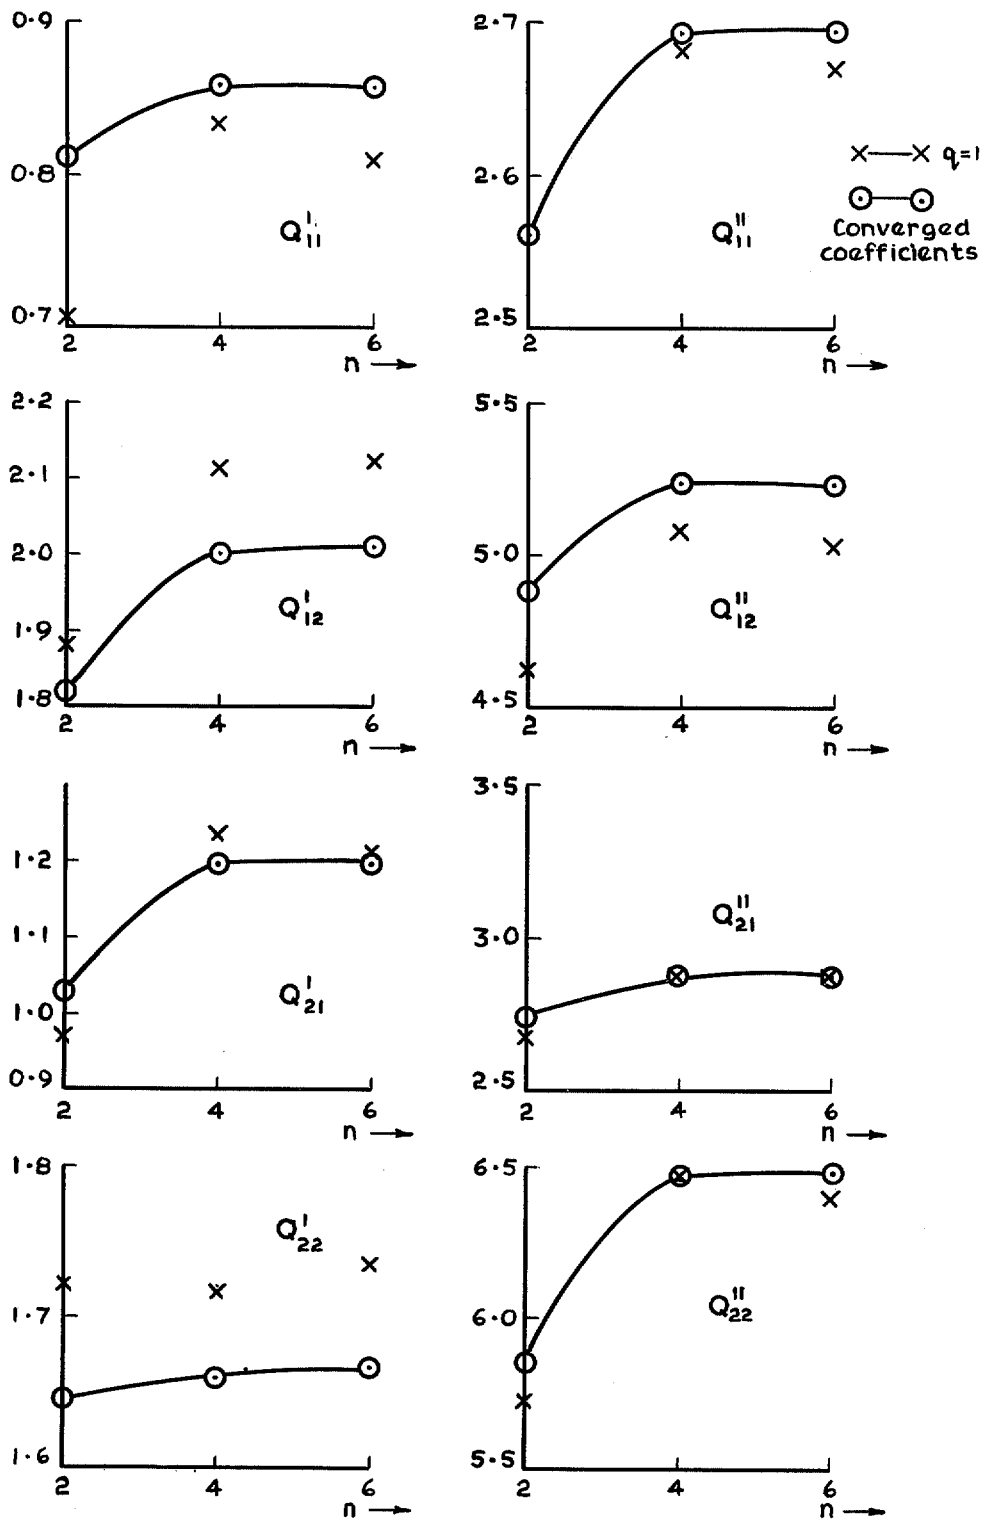 0.9
0.8
0.7
2 4 6
n →
Q'₁₁
2.7
2.6
2.5
2 4 6
n →
Q''₁₁
×—× q=1
⊙—⊙
Converged
coefficients
2.2
2.1
2.0
1.9
1.8
2 4 6
n →
Q'₁₂
5.5
5.0
4.5
2 4 6
n →
Q''₁₂
1.2
1.1
1.0
0.9
2 4 6
n →
Q'₂₁
3.5
3.0
2.5
2 4 6
n →
Q''₂₁
1.8
1.7
1.6
2 4 6
n →
Q'₂₂
6.5
6.0
5.5
2 4 6
n →
Q''₂₂